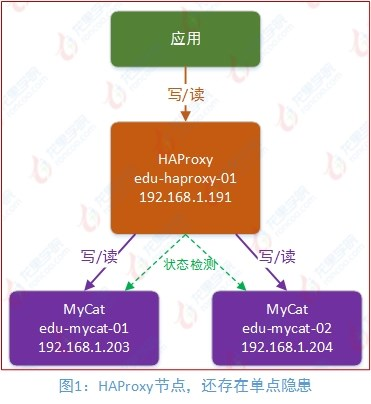 应用
写/读
HAProxy
edu-haproxy-01
192.168.1.191
写/读
状态检测
写/读
MyCat
edu-mycat-01
192.168.1.203
MyCat
edu-mycat-02
192.168.1.204
图1：HAProxy节点，还存在单点隐患